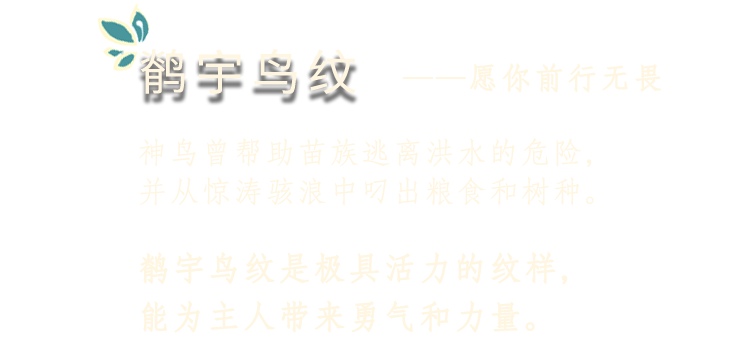 鹡宇鸟纹 ——愿你前行无畏
神鸟曾帮助苗族逃离洪水的危险，
并从惊涛骇浪中叼出粮食和树种。
鹡宇鸟纹是极具活力的纹样，
能为主人带来勇气和力量。